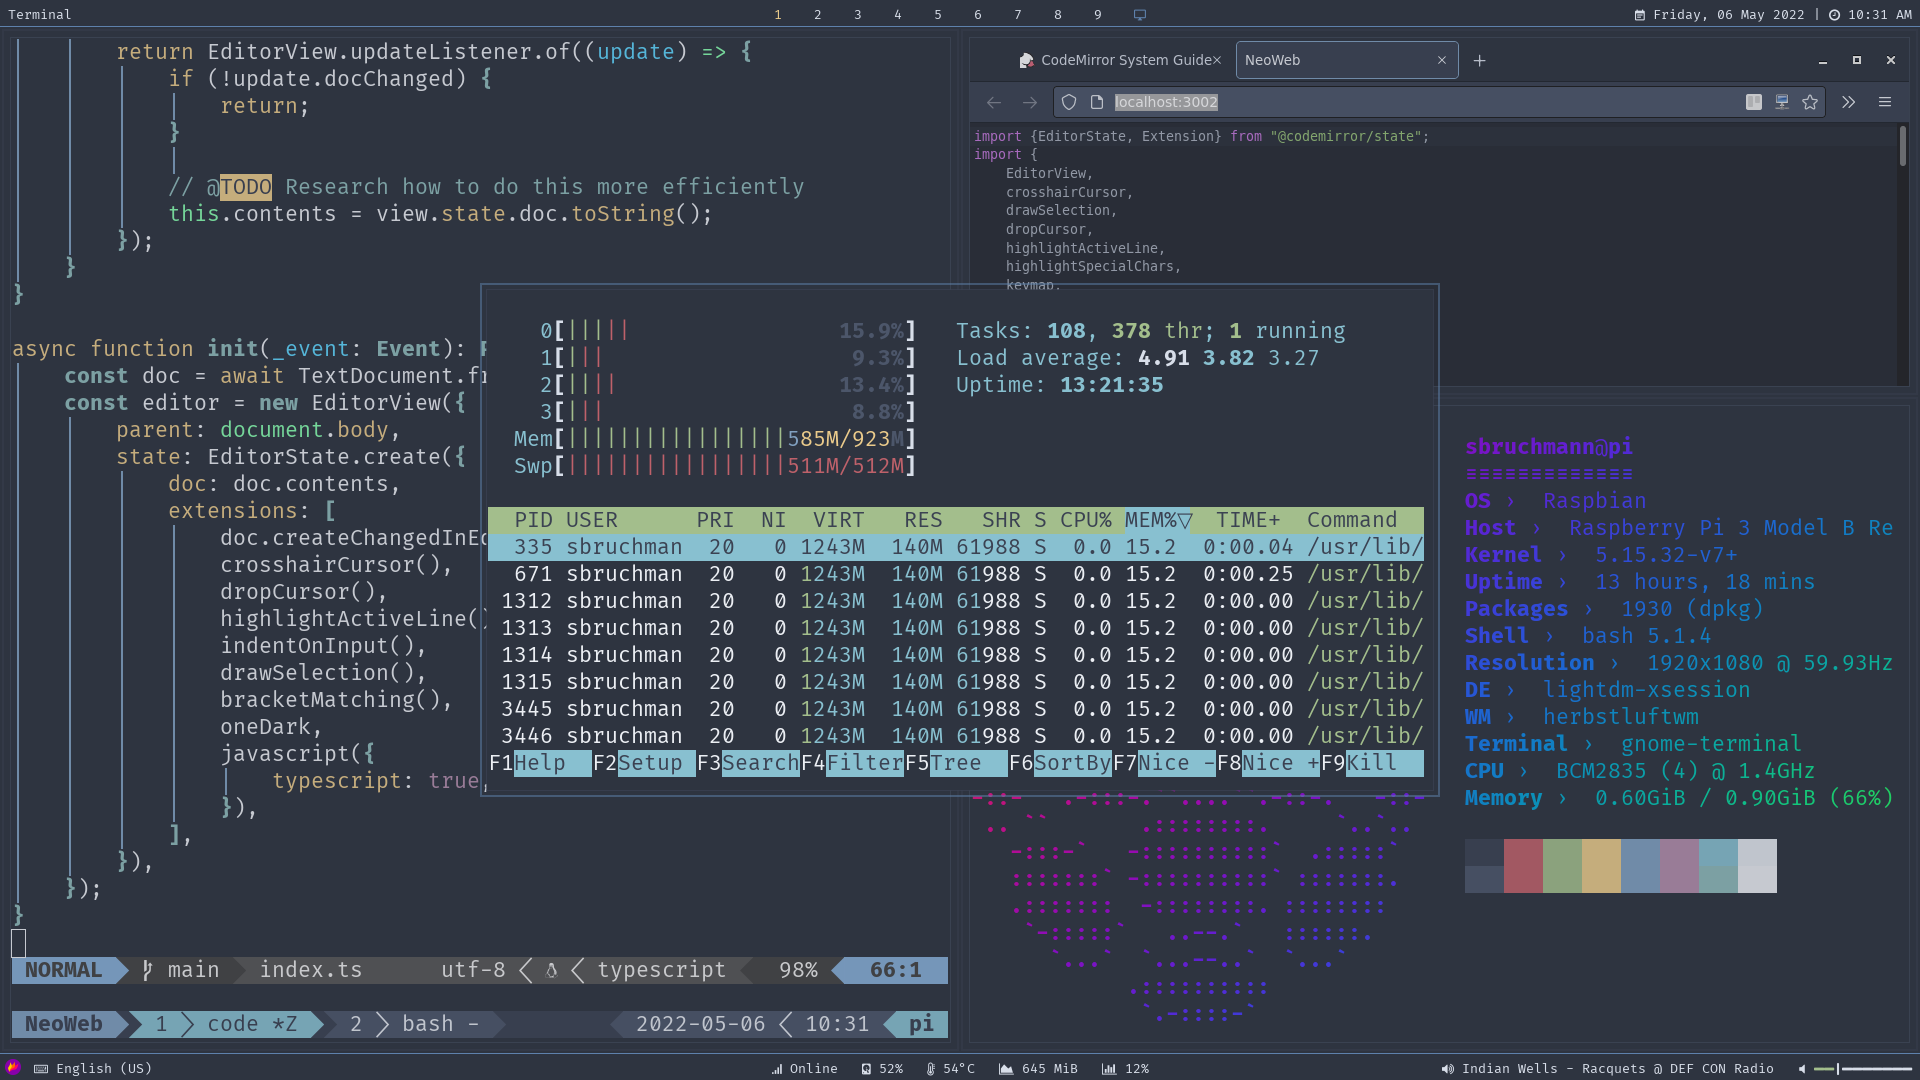 Terminal
1 2 3 4 5 6 7 8 9
Friday, 06 May 2022 | 10:31 AM
return EditorView.updateListener.of((update) => {
if (!update.docChanged) {
return;
}
// @TODO Research how to do this more efficiently
this.contents = view.state.doc.toString();
});
}
}
async function init(_event: Event):
const doc = await TextDocument.fr
const editor = new EditorView({
parent: document.body,
state: EditorState.create({
doc: doc.contents,
extensions: [
doc.createChangedInEd
crosshairCursor(),
dropCursor(),
highlightActiveLine()
indentOnInput(),
drawSelection(),
bracketMatching(),
oneDark,
javascript({
typescript: true,
}),
],
}),
});
}
NORMAL main index.ts utf-8 typescript 98% 66:1
NeoWeb 1 code *Z 2 bash - 2022-05-06 10:31 pi
CodeMirror System Guide× NeoWeb × +
localhost:3002
import {EditorState, Extension} from "@codemirror/state";
import {
EditorView,
crosshairCursor,
drawSelection,
dropCursor,
highlightActiveLine,
highlightSpecialChars,
keymap,
0[||||| 15.9%] Tasks: 108, 378 thr; 1 running
1[||| 9.3%] Load average: 4.91 3.82 3.27
2[|||| 13.4%] Uptime: 13:21:35
3[||| 8.8%]
Mem[|||||||||||||||||585M/923M]
Swp[|||||||||||||||||511M/512M]
PID USER PRI NI VIRT RES SHR S CPU% MEM%▽ TIME+ Command
335 sbruchman 20 0 1243M 140M 61988 S 0.0 15.2 0:00.04 /usr/lib/
671 sbruchman 20 0 1243M 140M 61988 S 0.0 15.2 0:00.25 /usr/lib/
1312 sbruchman 20 0 1243M 140M 61988 S 0.0 15.2 0:00.00 /usr/lib/
1313 sbruchman 20 0 1243M 140M 61988 S 0.0 15.2 0:00.00 /usr/lib/
1314 sbruchman 20 0 1243M 140M 61988 S 0.0 15.2 0:00.00 /usr/lib/
1315 sbruchman 20 0 1243M 140M 61988 S 0.0 15.2 0:00.00 /usr/lib/
3445 sbruchman 20 0 1243M 140M 61988 S 0.0 15.2 0:00.00 /usr/lib/
3446 sbruchman 20 0 1243M 140M 61988 S 0.0 15.2 0:00.00 /usr/lib/
F1Help F2Setup F3SearchF4FilterF5Tree F6SortByF7Nice -F8Nice +F9Kill
sbruchmann@pi
=============
OS › Raspbian
Host › Raspberry Pi 3 Model B Re
Kernel › 5.15.32-v7+
Uptime › 13 hours, 18 mins
Packages › 1930 (dpkg)
Shell › bash 5.1.4
Resolution › 1920x1080 @ 59.93Hz
DE › lightdm-xsession
WM › herbstluftwm
Terminal › gnome-terminal
CPU › BCM2835 (4) @ 1.4GHz
Memory › 0.60GiB / 0.90GiB (66%)
English (US)
Online 52% 54°C 645 MiB 12%
Indian Wells - Racquets @ DEF CON Radio